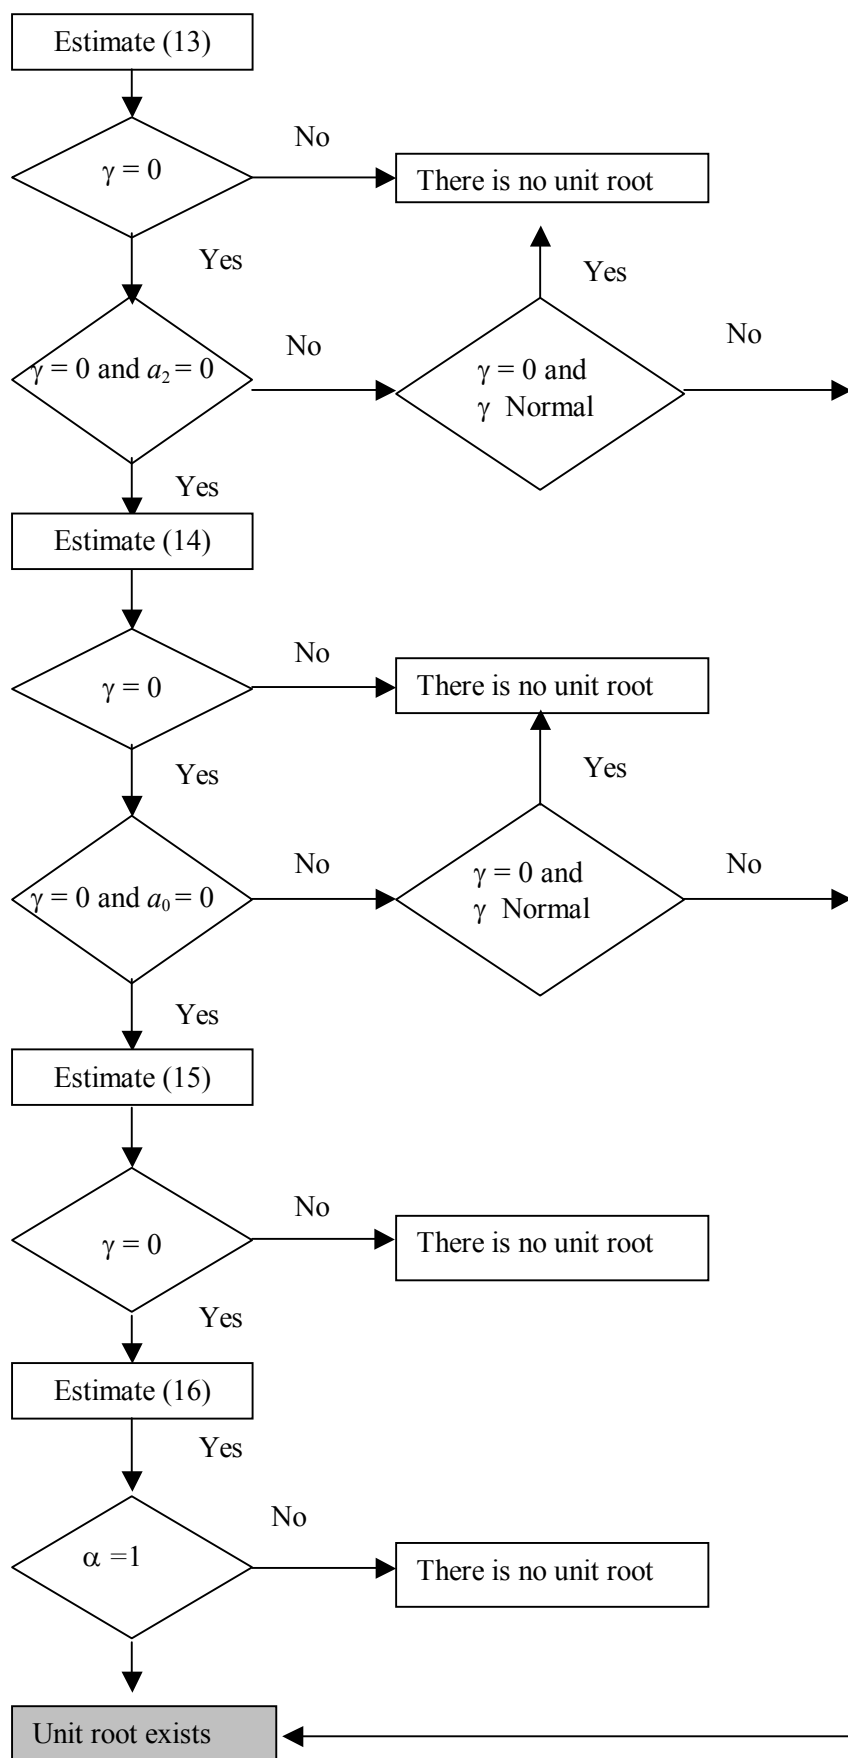 Estimate (13)
γ = 0
No
There is no unit root
Yes
Yes
γ = 0 and a₂ = 0
No
γ = 0 and
γ Normal
No
Yes
Estimate (14)
γ = 0
No
There is no unit root
Yes
Yes
γ = 0 and a₀ = 0
No
γ = 0 and
γ Normal
No
Yes
Estimate (15)
γ = 0
No
There is no unit root
Yes
Estimate (16)
Yes
α =1
No
There is no unit root
Unit root exists